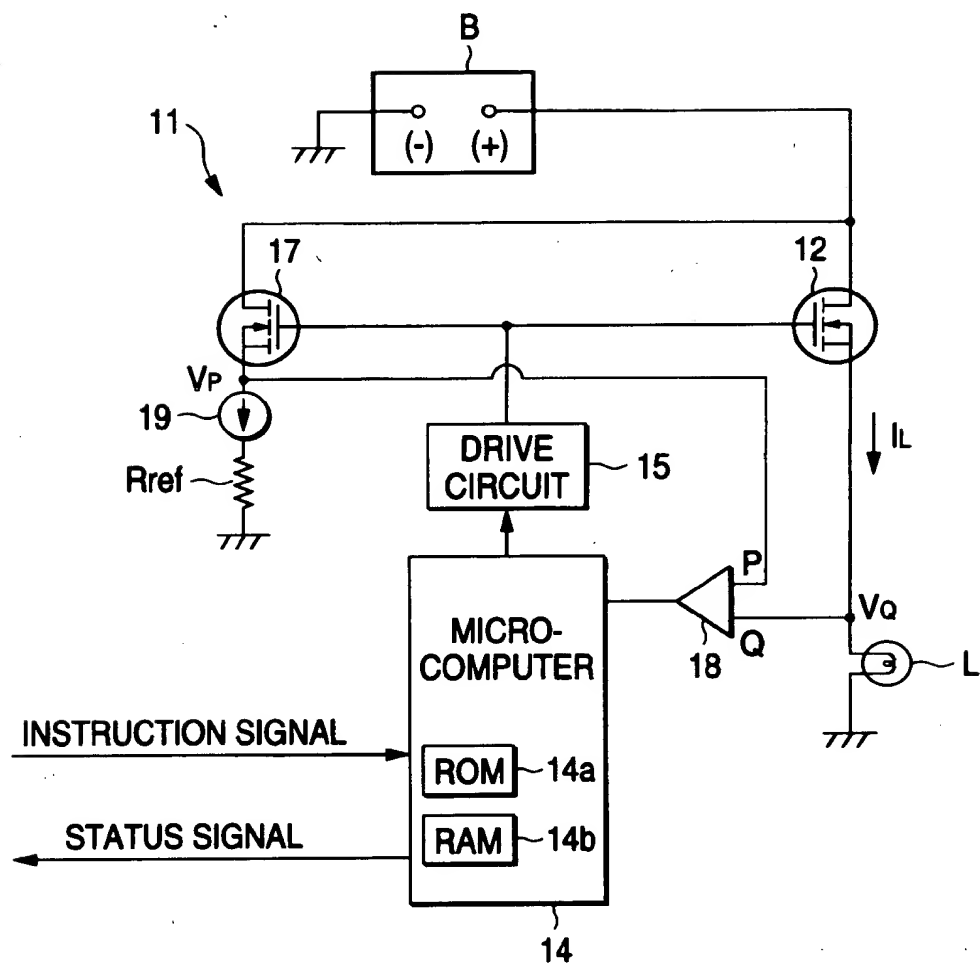 B
11
(-) (+)
17
12
VP
19
Rref
DRIVE
CIRCUIT
15
IL
P
Q
18
VQ
L
MICRO-
COMPUTER
INSTRUCTION SIGNAL
ROM
14a
STATUS SIGNAL
RAM
14b
14